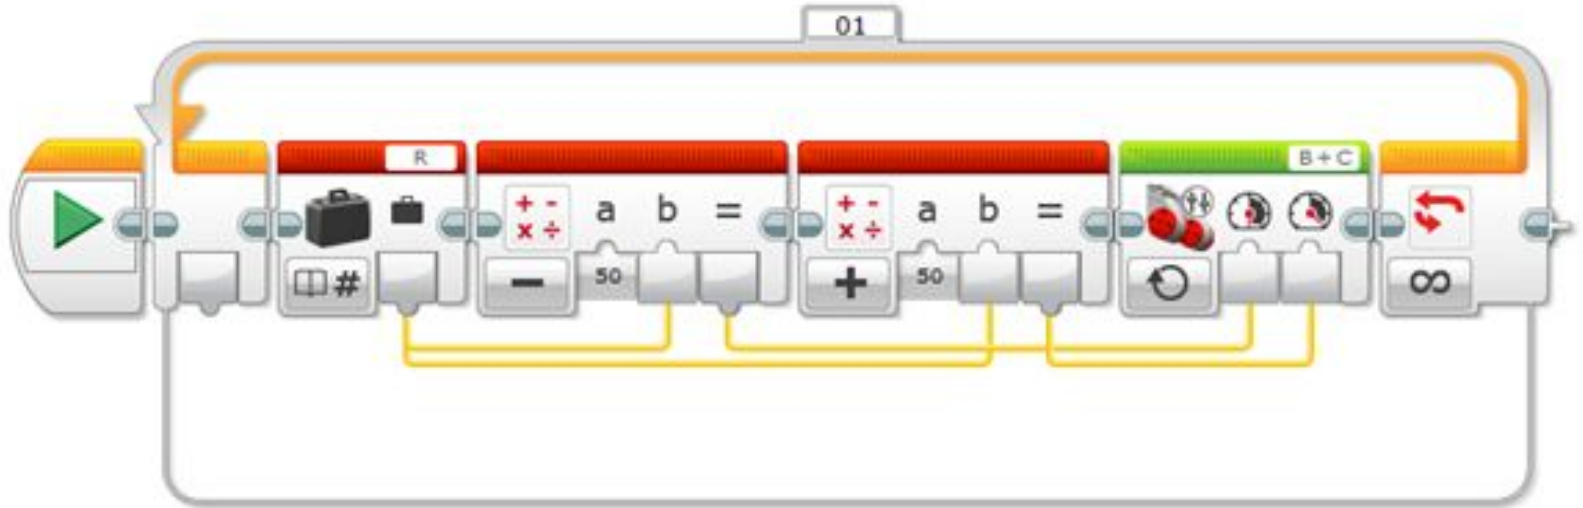 01
R
B + C
+ -
x ÷
a b =
+ -
x ÷
a b =
#
−
50
+
50
∞